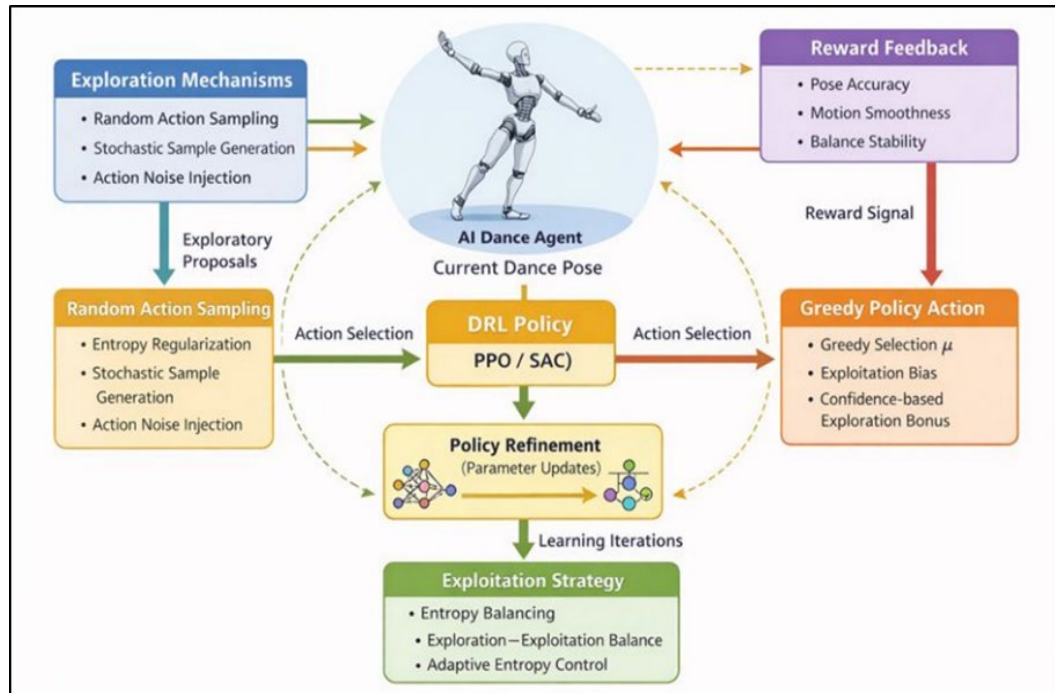 Exploration Mechanisms
• Random Action Sampling
• Stochastic Sample Generation
• Action Noise Injection
Reward Feedback
• Pose Accuracy
• Motion Smoothness
• Balance Stability
AI Dance Agent
Current Dance Pose
Exploratory
Proposals
Reward Signal
Random Action Sampling
• Entropy Regularization
• Stochastic Sample
Generation
• Action Noise Injection
Action Selection
DRL Policy
PPO / SAC)
Action Selection
Greedy Policy Action
• Greedy Selection μ
• Exploitation Bias
• Confidence-based
Exploration Bonus
Policy Refinement
(Parameter Updates)
Learning Iterations
Exploitation Strategy
• Entropy Balancing
• Exploration—Exploitation Balance
• Adaptive Entropy Control